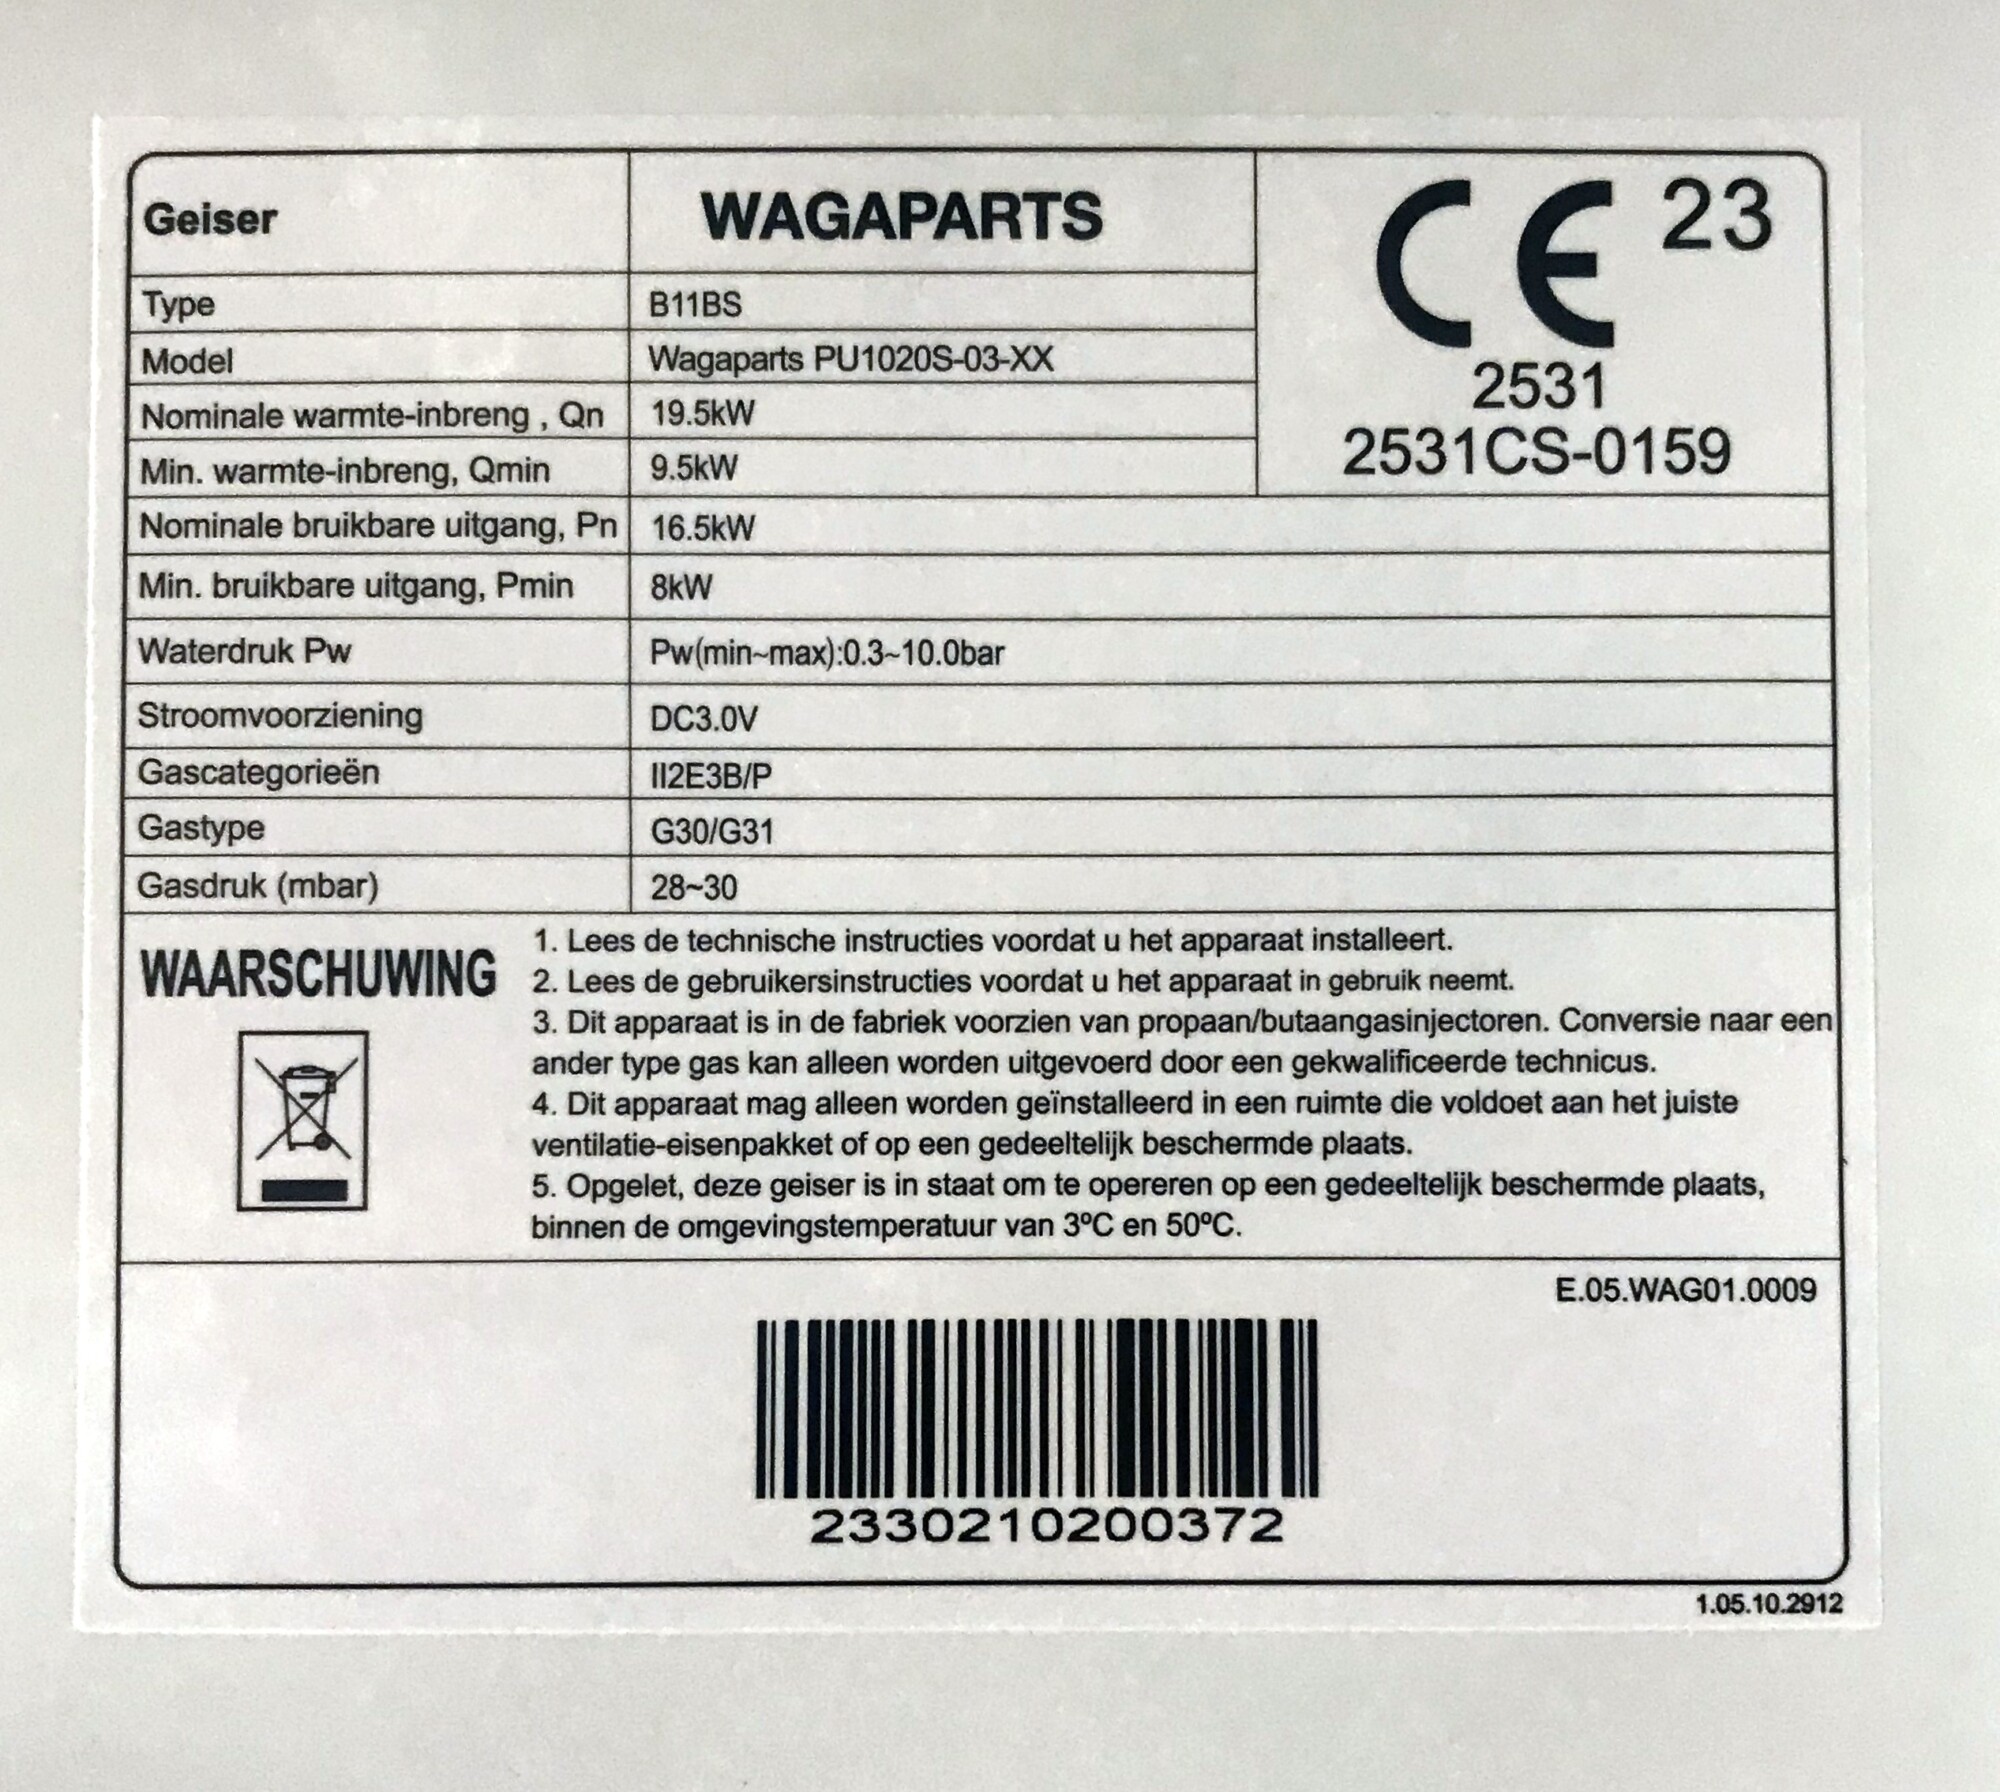 Geiser WAGAPARTS
CE 23
2531
2531CS-0159
Type B11BS
Model Wagaparts PU1020S-03-XX
Nominale warmte-inbreng , Qn 19.5kW
Min. warmte-inbreng, Qmin 9.5kW
Nominale bruikbare uitgang, Pn 16.5kW
Min. bruikbare uitgang, Pmin 8kW
Waterdruk Pw Pw(min~max):0.3~10.0bar
Stroomvoorziening DC3.0V
Gascategorieën II2E3B/P
Gastype G30/G31
Gasdruk (mbar) 28~30
WAARSCHUWING
1. Lees de technische instructies voordat u het apparaat installeert.
2. Lees de gebruikersinstructies voordat u het apparaat in gebruik neemt.
3. Dit apparaat is in de fabriek voorzien van propaan/butaangasinjectoren. Conversie naar een
ander type gas kan alleen worden uitgevoerd door een gekwalificeerde technicus.
4. Dit apparaat mag alleen worden geïnstalleerd in een ruimte die voldoet aan het juiste
ventilatie-eisenpakket of op een gedeeltelijk beschermde plaats.
5. Opgelet, deze geiser is in staat om te opereren op een gedeeltelijk beschermde plaats,
binnen de omgevingstemperatuur van 3ºC en 50ºC.
E.05.WAG01.0009
2330210200372
1.05.10.2912